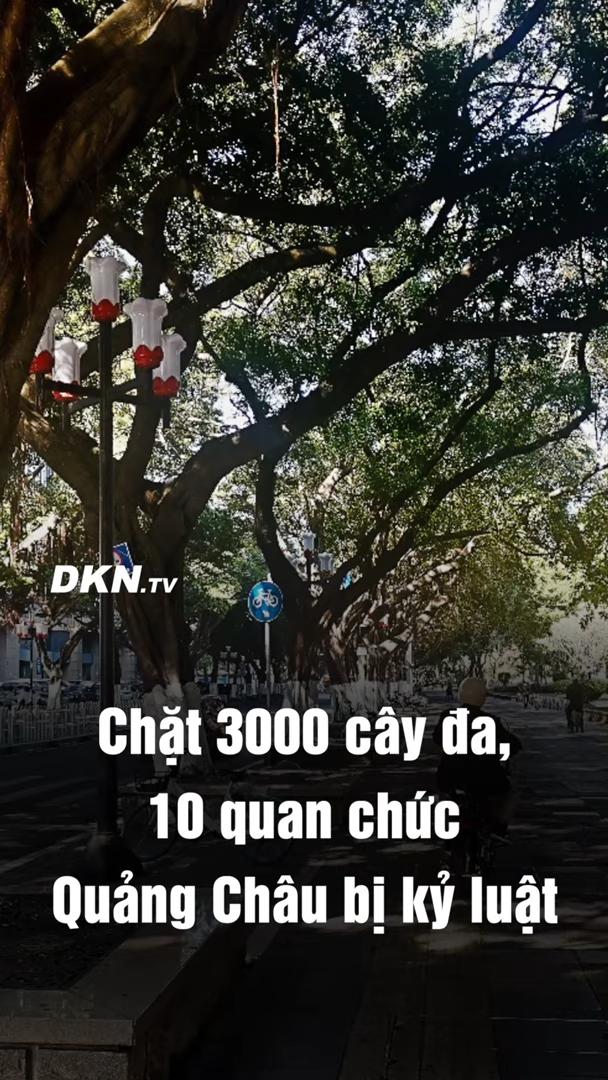 DKN.TV
Chặt 3000 cây đa,
10 quan chức
Quảng Châu bị kỷ luật